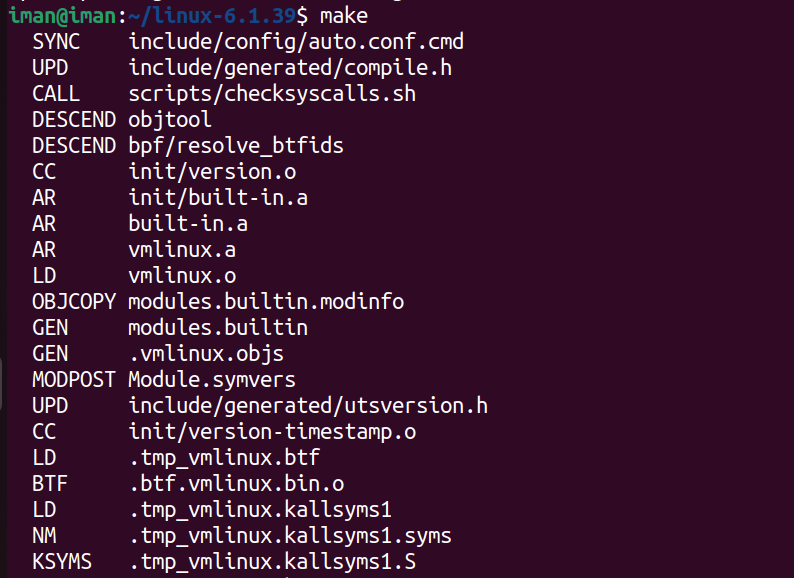 iman@iman:~/linux-6.1.39$ make
SYNC include/config/auto.conf.cmd
UPD include/generated/compile.h
CALL scripts/checksyscalls.sh
DESCEND objtool
DESCEND bpf/resolve_btfids
CC init/version.o
AR init/built-in.a
AR built-in.a
AR vmlinux.a
LD vmlinux.o
OBJCOPY modules.builtin.modinfo
GEN modules.builtin
GEN .vmlinux.objs
MODPOST Module.symvers
UPD include/generated/utsversion.h
CC init/version-timestamp.o
LD .tmp_vmlinux.btf
BTF .btf.vmlinux.bin.o
LD .tmp_vmlinux.kallsyms1
NM .tmp_vmlinux.kallsyms1.syms
KSYMS .tmp_vmlinux.kallsyms1.S